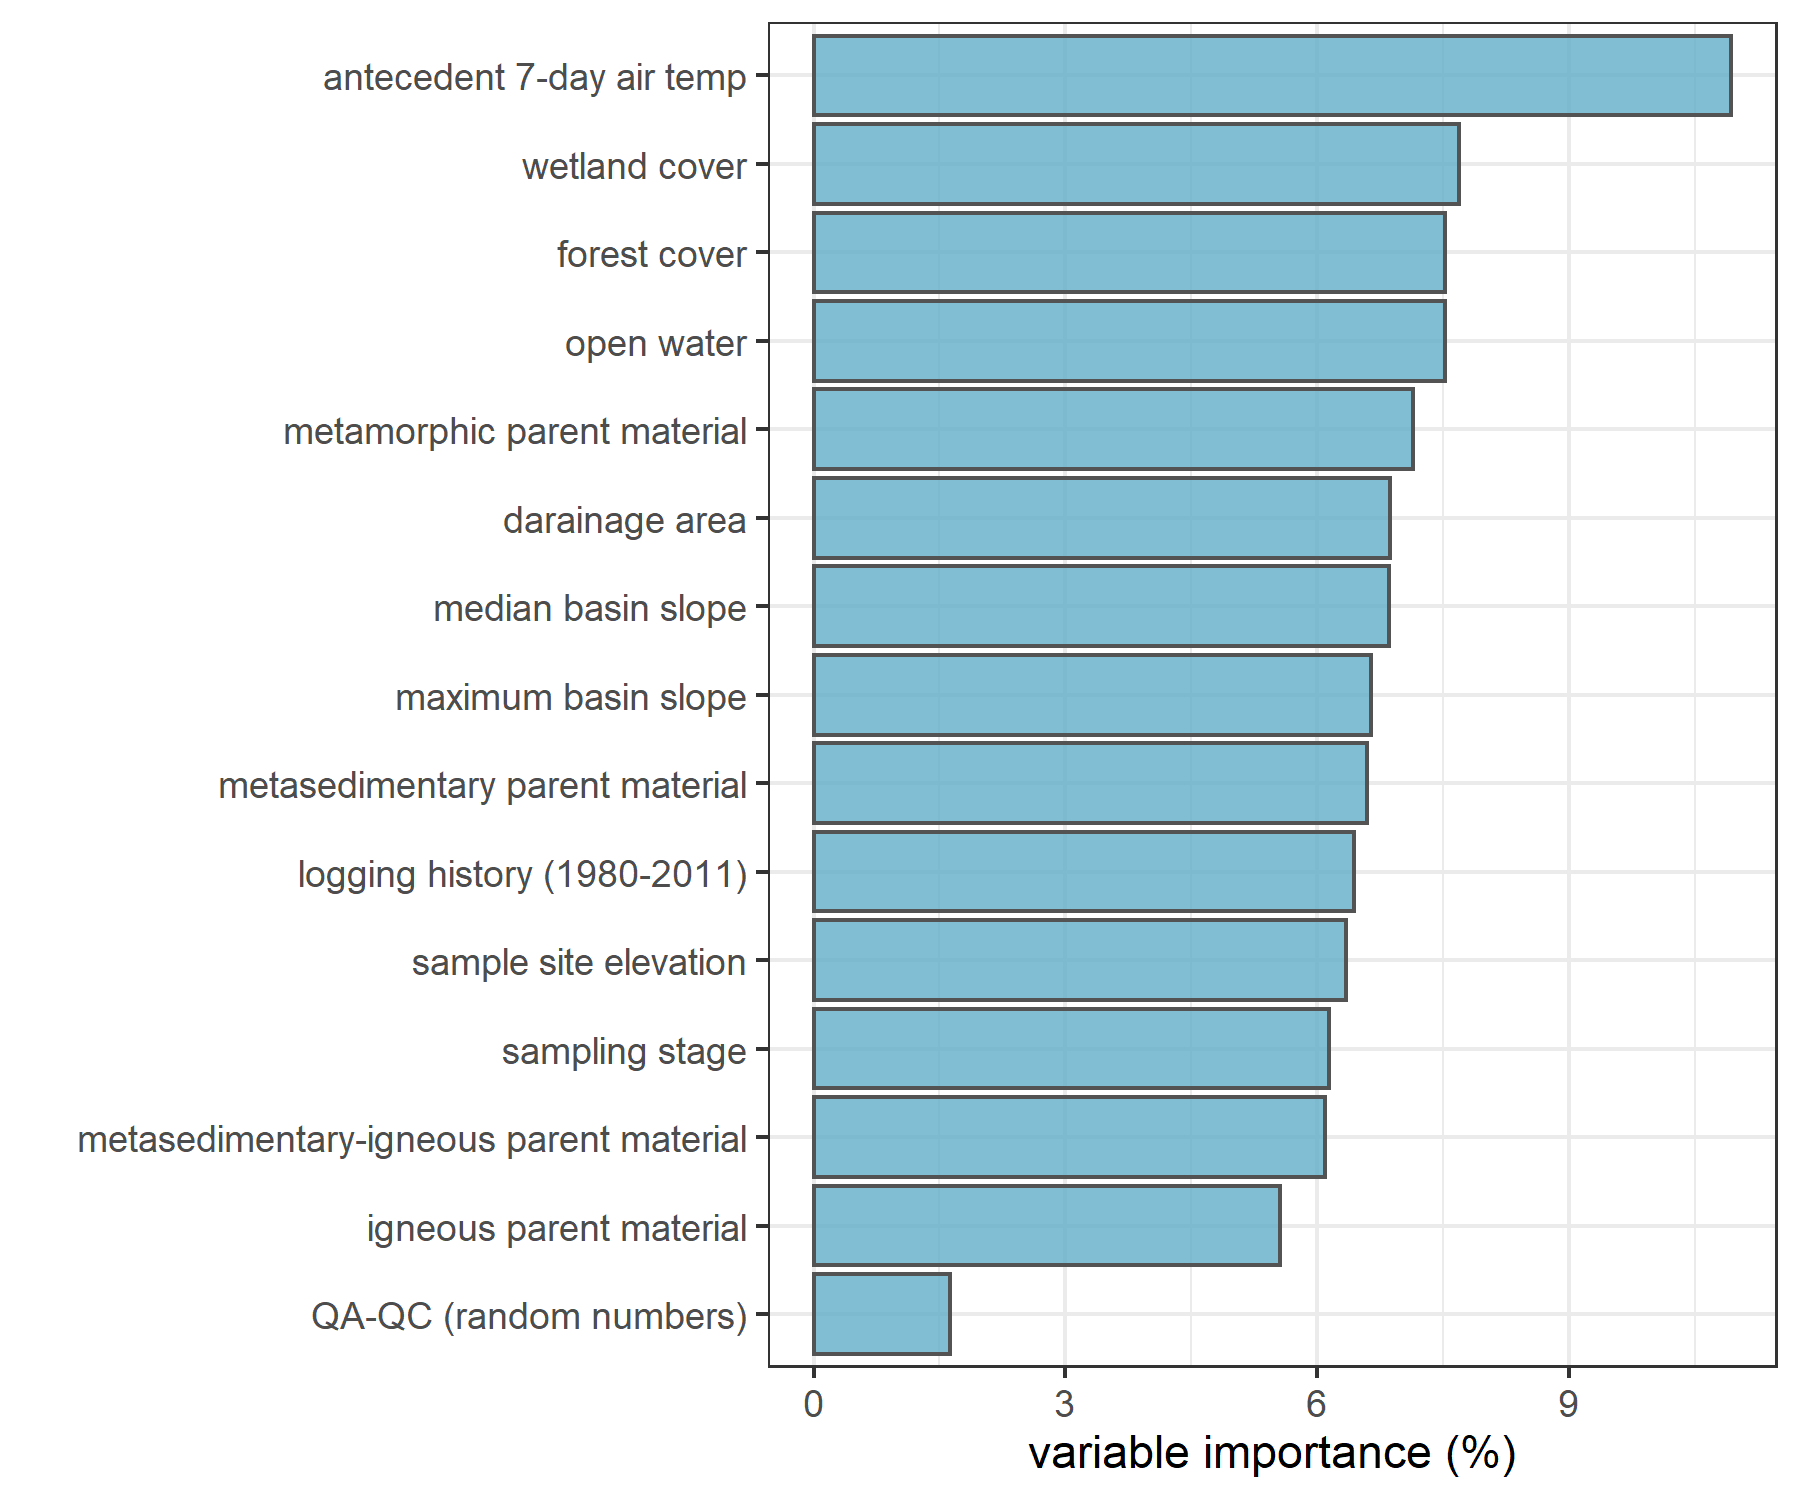 antecedent 7-day air temp
wetland cover
forest cover
open water
metamorphic parent material
darainage area
median basin slope
maximum basin slope
metasedimentary parent material
logging history (1980-2011)
sample site elevation
sampling stage
metasedimentary-igneous parent material
igneous parent material
QA-QC (random numbers)
0 3 6 9
variable importance (%)